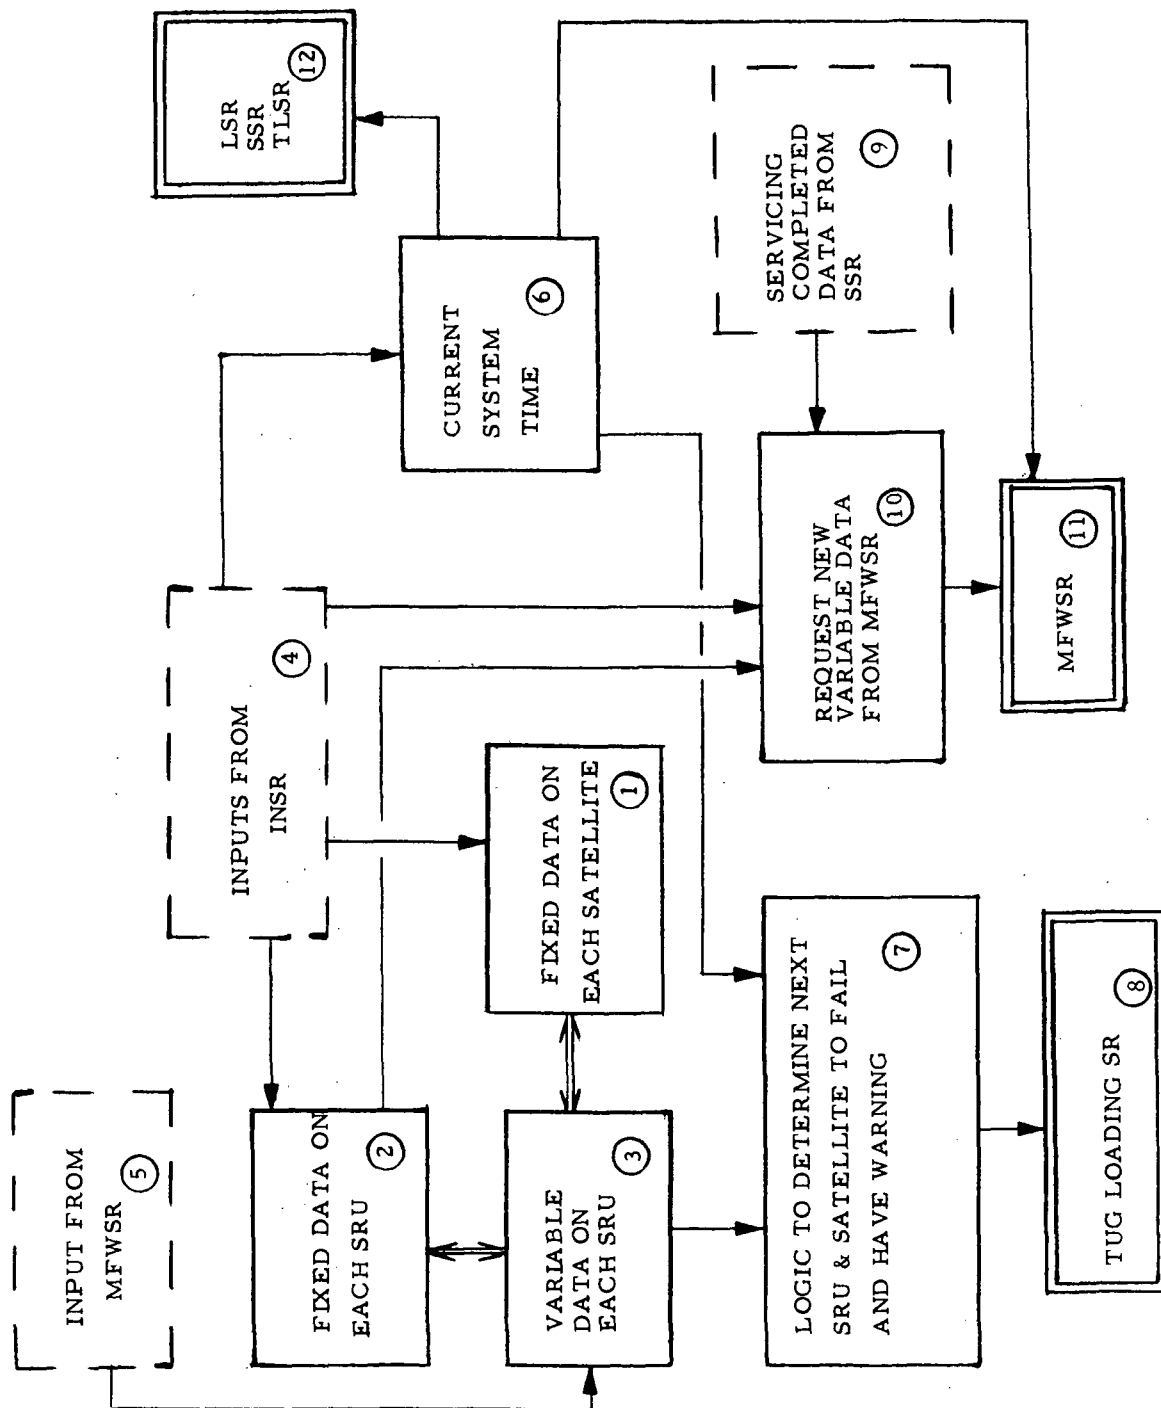 INPUT FROM
MFWSR
5
FIXED DATA ON
EACH SRU
2
VARIABLE
DATA ON
EACH SRU
3
INPUTS FROM
INSR
4
FIXED DATA ON
EACH SATELLITE
1
LOGIC TO DETERMINE NEXT
SRU & SATELLITE TO FAIL
AND HAVE WARNING
7
TUG LOADING SR
8
LSR
SSR
TLSR
12
CURRENT
SYSTEM
TIME
6
SERVICING
COMPLETED
DATA FROM
SSR
9
REQUEST NEW
VARIABLE DATA
FROM MFWSR
10
MFWSR
11